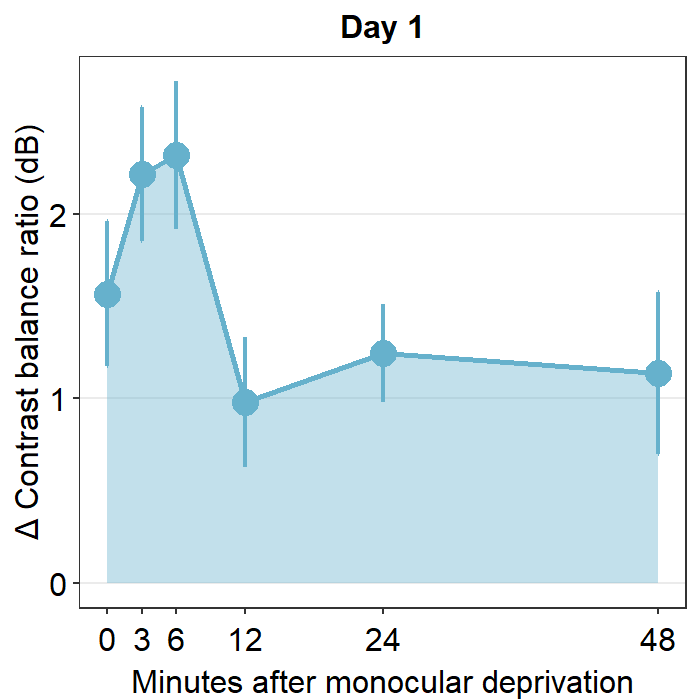 Day 1
Δ Contrast balance ratio (dB)
2
1
0
0 3 6 12 24 48
Minutes after monocular deprivation